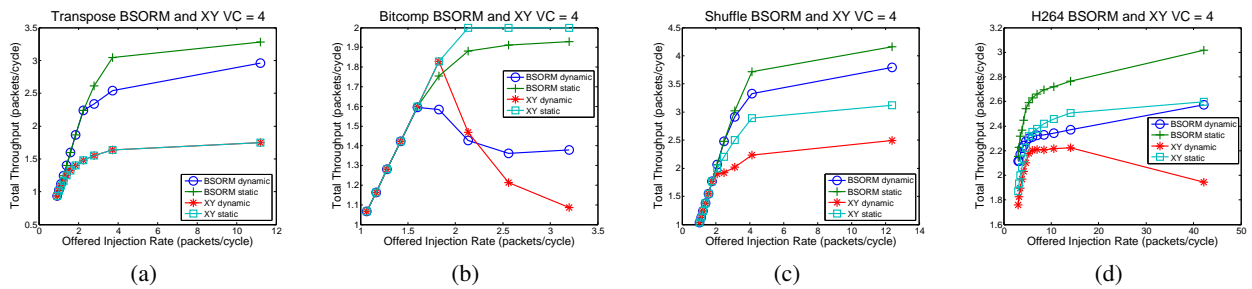 Transpose BSORM and XY VC = 4
Total Throughput (packets/cycle)
3.5
3
2.5
2
1.5
1
0.5
0 2 4 6 8 10 12
Offered Injection Rate (packets/cycle)
BSORM dynamic
BSORM static
XY dynamic
XY static
(a)
Bitcomp BSORM and XY VC = 4
Total Throughput (packets/cycle)
2
1.9
1.8
1.7
1.6
1.5
1.4
1.3
1.2
1.1
1
1 1.5 2 2.5 3 3.5
Offered Injection Rate (packets/cycle)
BSORM dynamic
BSORM static
XY dynamic
XY static
(b)
Shuffle BSORM and XY VC = 4
Total Throughput (packets/cycle)
5
4.5
4
3.5
3
2.5
2
1.5
1
0 2 4 6 8 10 12 14
Offered Injection Rate (packets/cycle)
BSORM dynamic
BSORM static
XY dynamic
XY static
(c)
H264 BSORM and XY VC = 4
Total Throughput (packets/cycle)
3.2
3
2.8
2.6
2.4
2.2
2
1.8
1.6
0 10 20 30 40 50
Offered Injection Rate (packets/cycle)
BSORM dynamic
BSORM static
XY dynamic
XY static
(d)